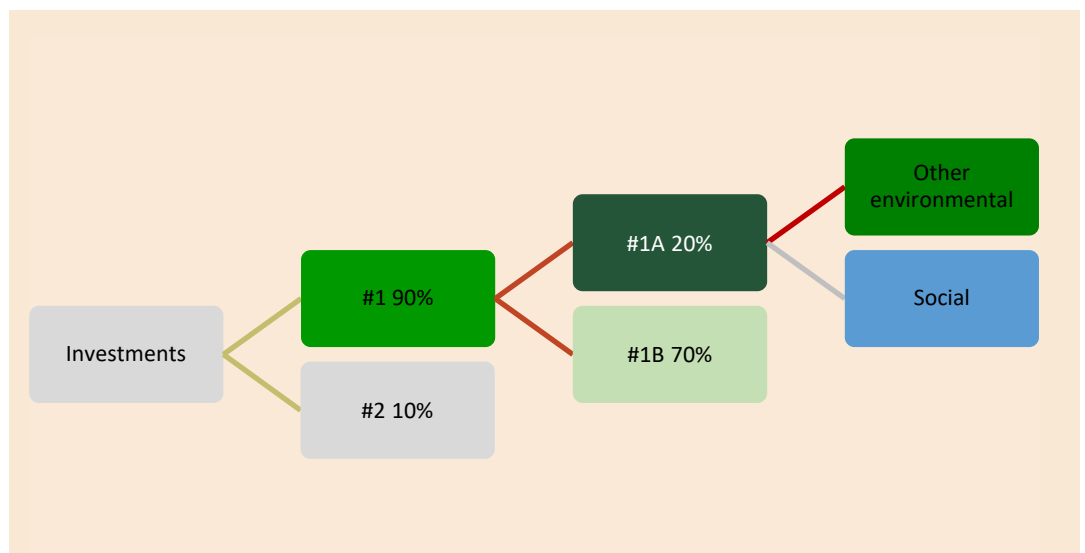 Investments
#1 90%
#2 10%
#1A 20%
#1B 70%
Other
environmental
Social